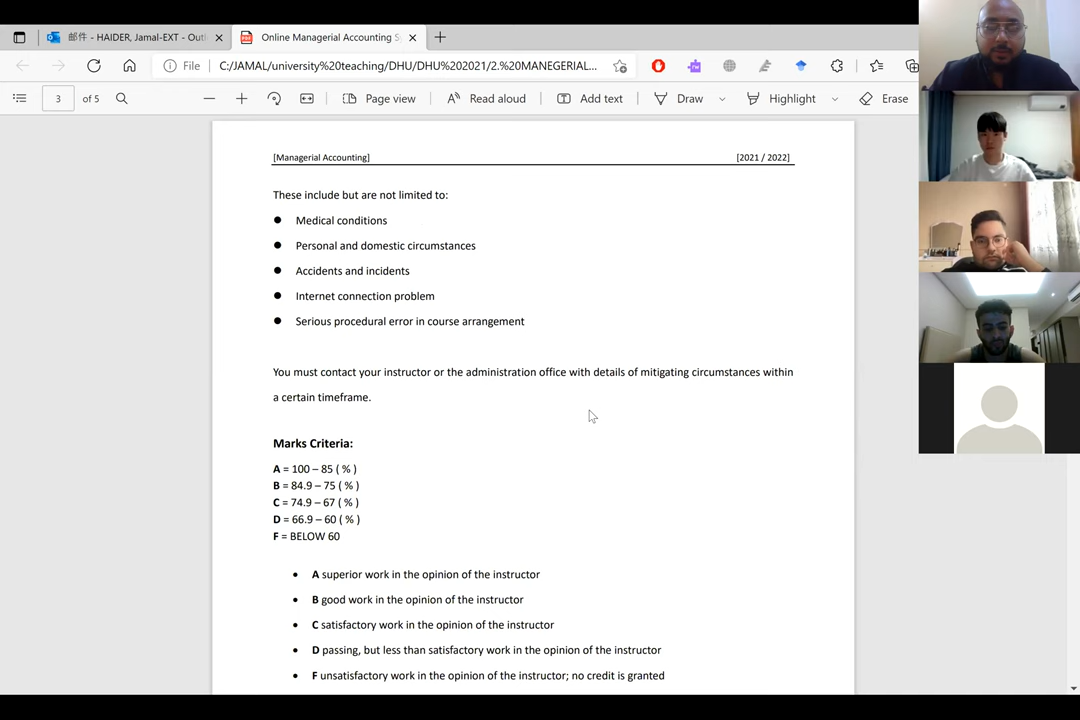 邮件 - HAIDER, Jamal-EXT - Outl
Online Managerial Accounting S
File
C:/JAMAL/university%20teaching/DHU/DHU%202021/2.%20MANEGERIAL...
3
of 5
Page view
Read aloud
Add text
Draw
Highlight
Erase
[Managerial Accounting]
[2021 / 2022]
These include but are not limited to:
● Medical conditions
● Personal and domestic circumstances
● Accidents and incidents
● Internet connection problem
● Serious procedural error in course arrangement
You must contact your instructor or the administration office with details of mitigating circumstances within
a certain timeframe.
Marks Criteria:
A = 100 – 85 ( % )
B = 84.9 – 75 ( % )
C = 74.9 – 67 ( % )
D = 66.9 – 60 ( % )
F = BELOW 60
• A superior work in the opinion of the instructor
• B good work in the opinion of the instructor
• C satisfactory work in the opinion of the instructor
• D passing, but less than satisfactory work in the opinion of the instructor
• F unsatisfactory work in the opinion of the instructor; no credit is granted